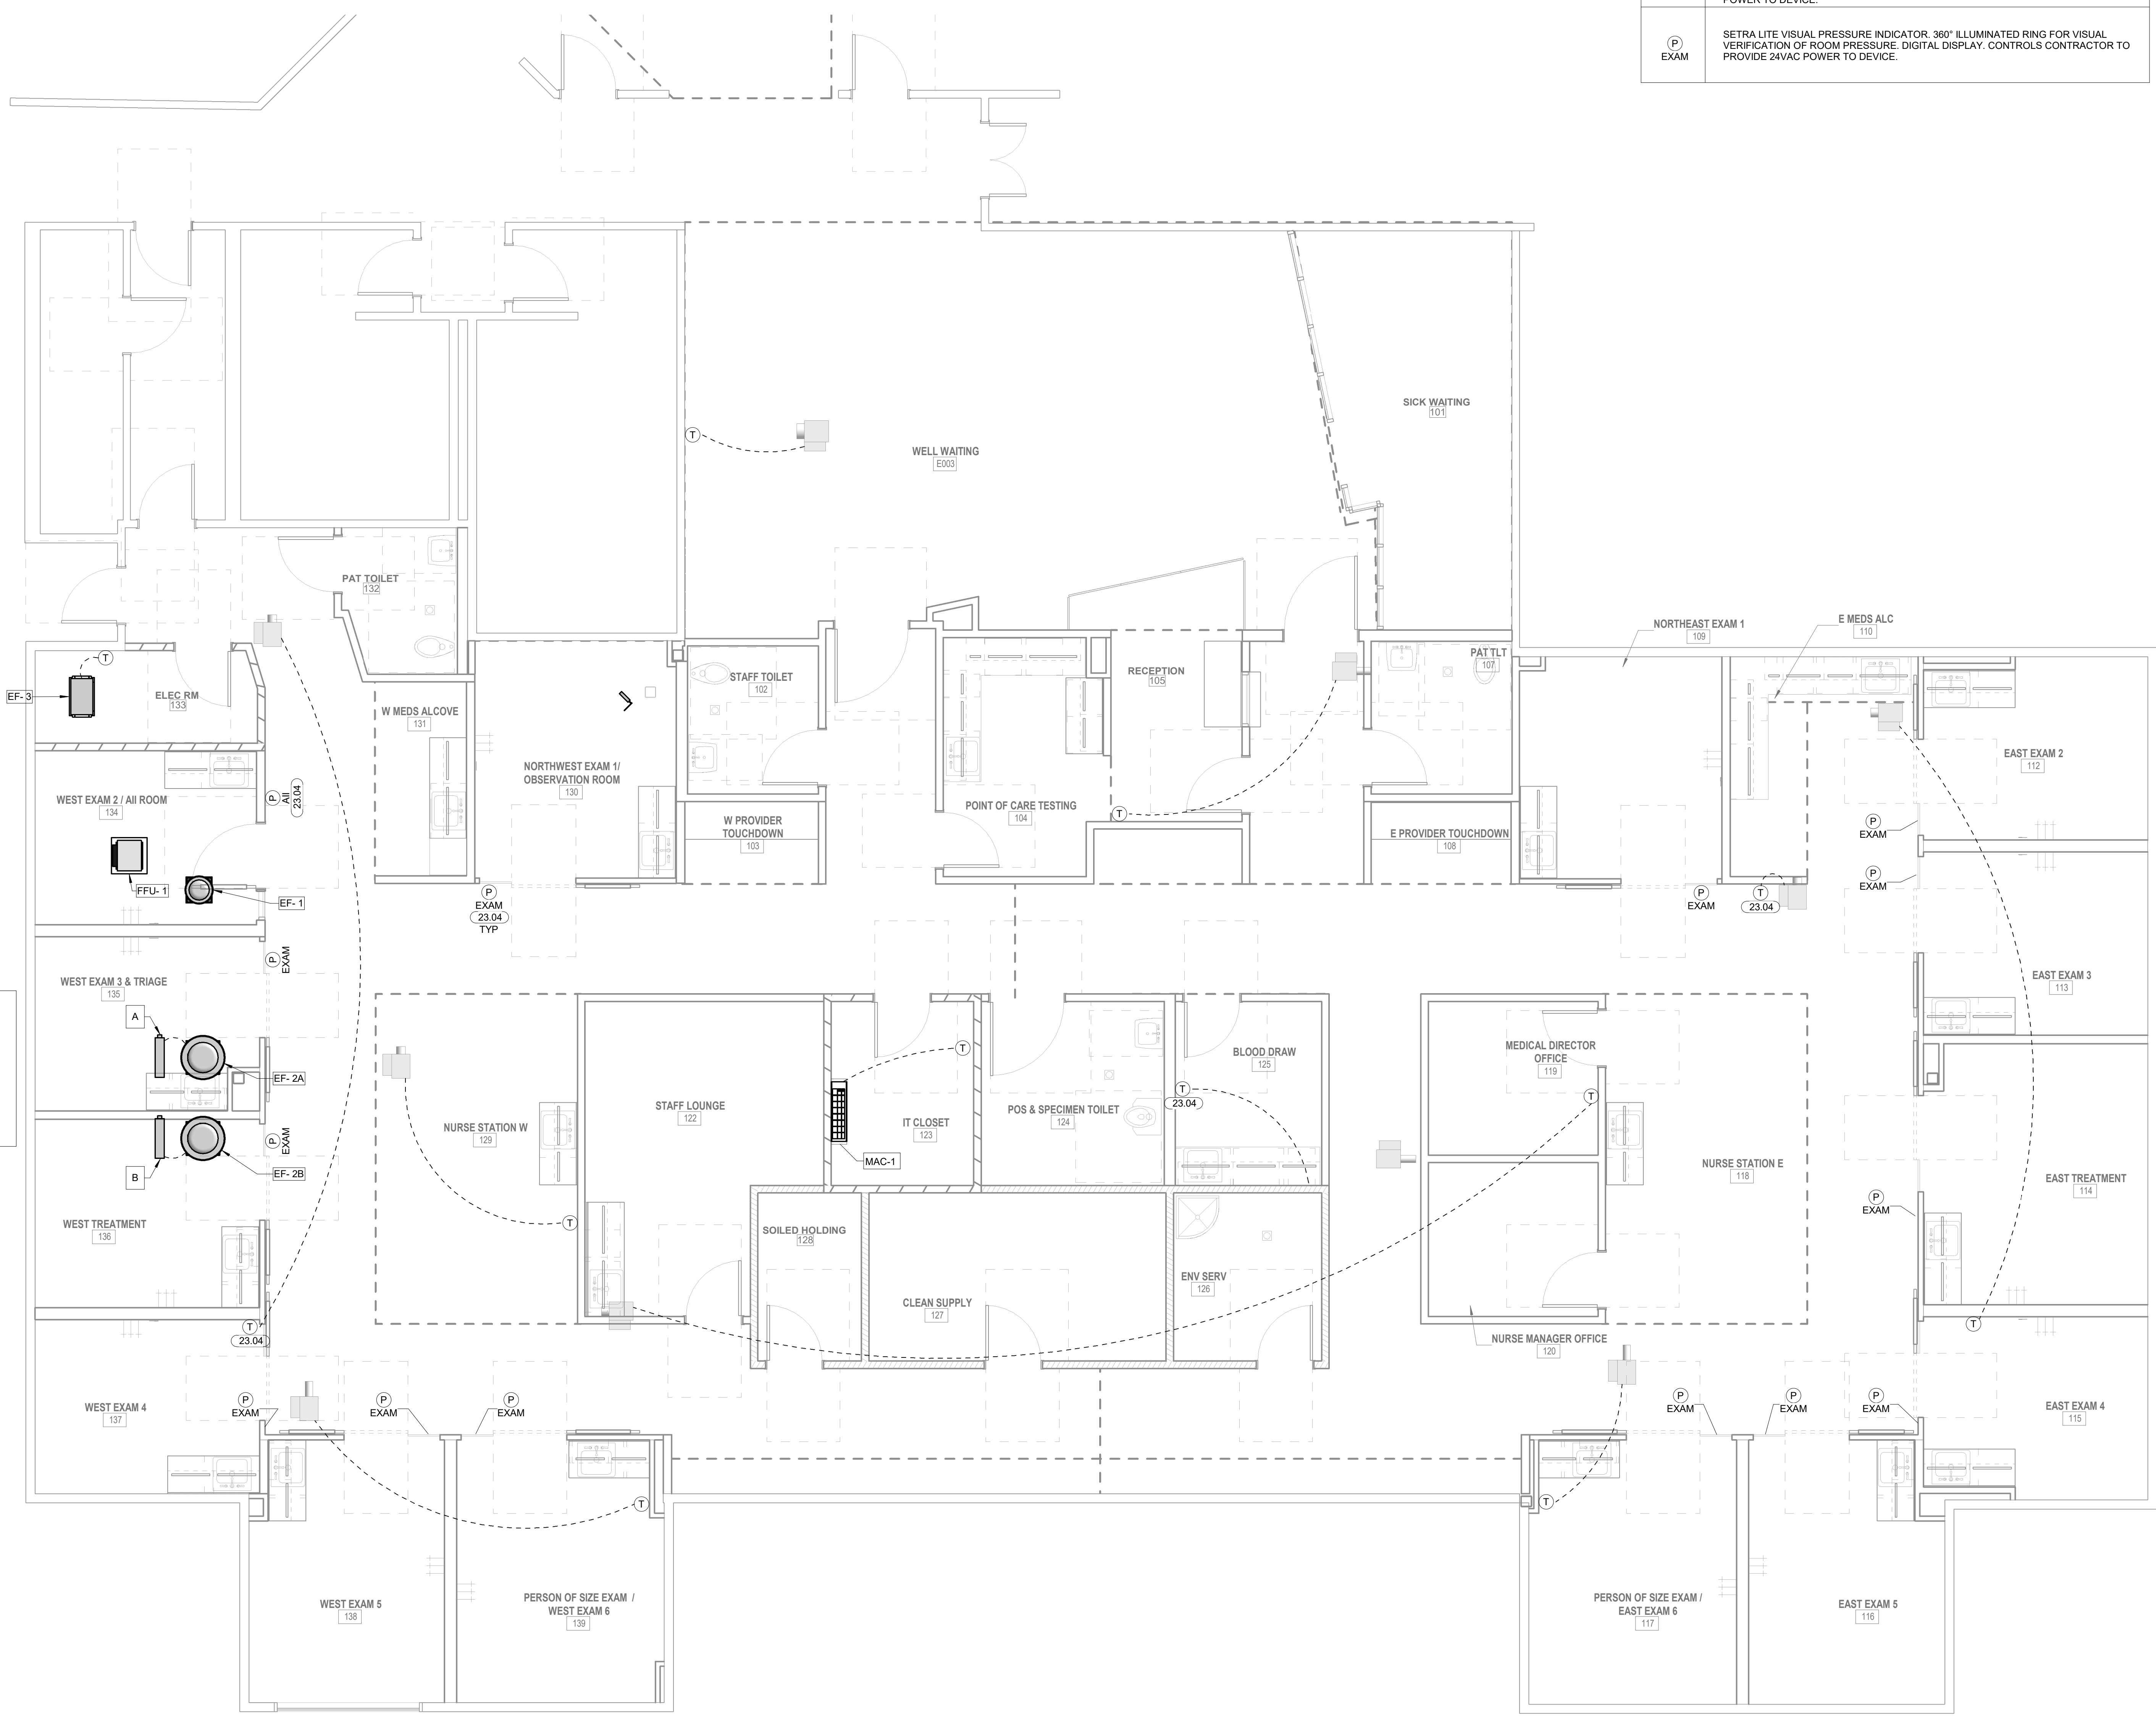 POWER TO DEVICE.
P
EXAM
SETRA LITE VISUAL PRESSURE INDICATOR. 360° ILLUMINATED RING FOR VISUAL
VERIFICATION OF ROOM PRESSURE. DIGITAL DISPLAY. CONTROLS CONTRACTOR TO
PROVIDE 24VAC POWER TO DEVICE.
SICK WAITING
101
WELL WAITING
E003
T
PAT TOILET
132
NORTHEAST EXAM 1
109
E MEDS ALC
110
T
EF- 3
ELEC RM
133
W MEDS ALCOVE
131
STAFF TOILET
102
RECEPTION
105
PAT TLT
107
NORTHWEST EXAM 1/
OBSERVATION ROOM
130
EAST EXAM 2
112
WEST EXAM 2 / AII ROOM
134
P
AII
23.04
POINT OF CARE TESTING
104
T
W PROVIDER
TOUCHDOWN
103
E PROVIDER TOUCHDOWN
108
P
EXAM
FFU- 1
EF- 1
P
EXAM
23.04
TYP
P
EXAM
T
23.04
P
EXAM
WEST EXAM 3 & TRIAGE
135
P
EXAM
EAST EXAM 3
113
A
EF- 2A
T
BLOOD DRAW
125
T
23.04
MEDICAL DIRECTOR
OFFICE
119
T
STAFF LOUNGE
122
POS & SPECIMEN TOILET
124
IT CLOSET
123
MAC-1
NURSE STATION W
129
T
P
EXAM
B
EF- 2B
NURSE STATION E
118
EAST TREATMENT
114
P
EXAM
WEST TREATMENT
136
SOILED HOLDING
128
CLEAN SUPPLY
127
ENV SERV
126
T
23.04
NURSE MANAGER OFFICE
120
T
WEST EXAM 4
137
P
EXAM
P
EXAM
P
EXAM
P
EXAM
P
EXAM
P
EXAM
EAST EXAM 4
115
T
T
WEST EXAM 5
138
PERSON OF SIZE EXAM /
WEST EXAM 6
139
PERSON OF SIZE EXAM /
EAST EXAM 6
117
EAST EXAM 5
116